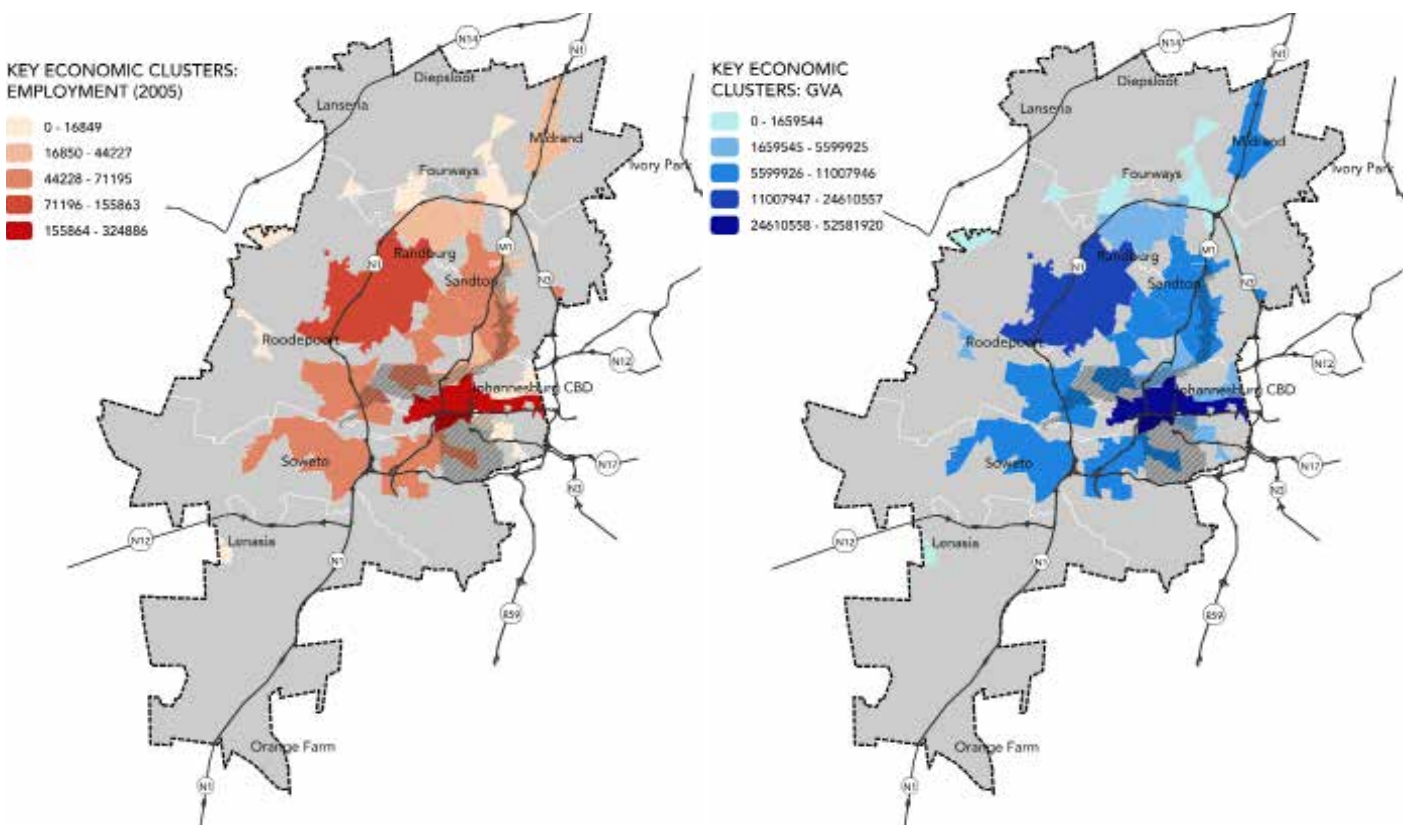 KEY ECONOMIC CLUSTERS:
EMPLOYMENT (2005)
0 - 16849
16850 - 44227
44228 - 71195
71196 - 155863
155864 - 324886
N14
N1
Diepsloot
Lanseria
Midrand
Ivory Park
Fourways
M1
Randburg
N1
Sandton
N3
Roodepoort
N12
Johannesburg CBD
Soweto
N17
N3
N12
Lenasia
N1
R59
Orange Farm
N1
KEY ECONOMIC
CLUSTERS: GVA
0 - 1659544
1659545 - 5599925
5599926 - 11007946
11007947 - 24610557
24610558 - 52581920
N14
N1
Diepsloot
Lanseria
Midrand
Ivory Park
Fourways
M1
Randburg
N1
Sandton
N3
Roodepoort
N12
Johannesburg CBD
Soweto
N17
N3
N12
Lenasia
N1
R59
Orange Farm
N1